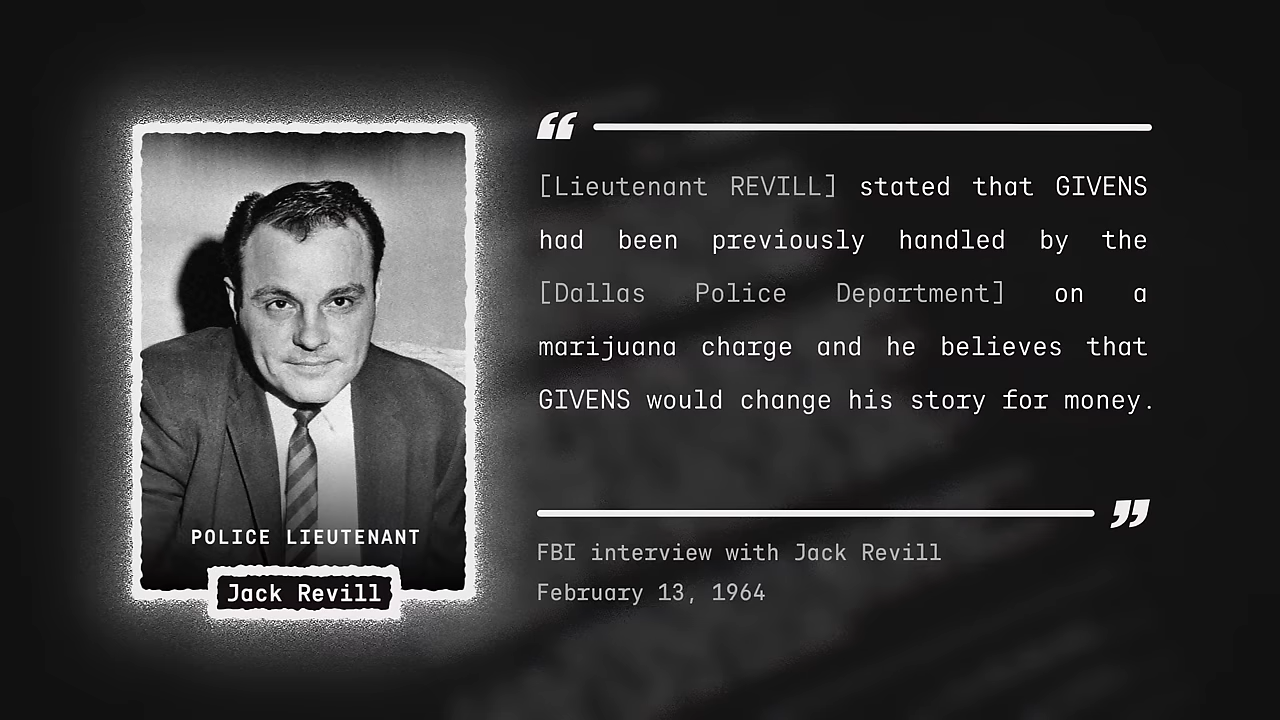 POLICE LIEUTENANT
Jack Revill
“
[Lieutenant REVILL] stated that GIVENS
had been previously handled by the
[Dallas Police Department] on a
marijuana charge and he believes that
GIVENS would change his story for money.
”
FBI interview with Jack Revill
February 13, 1964